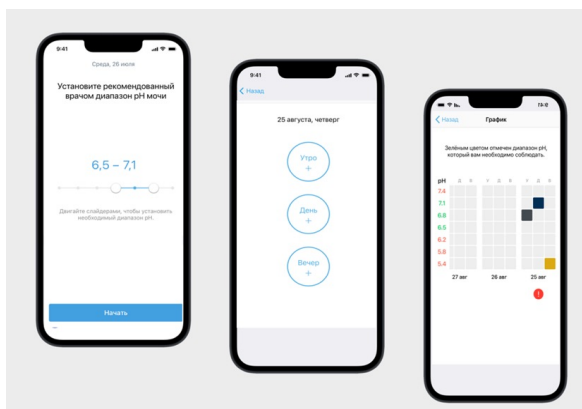 9:41
Среда, 26 июля
Установите рекомендованный
врачом диапазон pH мочи
6,5 – 7,1
Двигайте слайдерами, чтобы установить
необходимый диапазон pH.
Начать
9:41
Назад
25 августа, четверг
Утро
+
День
+
Вечер
+
Назад
График
Зелёным цветом отмечен диапазон pH,
который вам необходимо соблюдать.
pH У Д В У Д В У Д В
7.4
7.1
6.8
6.5
6.2
5.8
5.4
27 авг 26 авг 25 авг
!